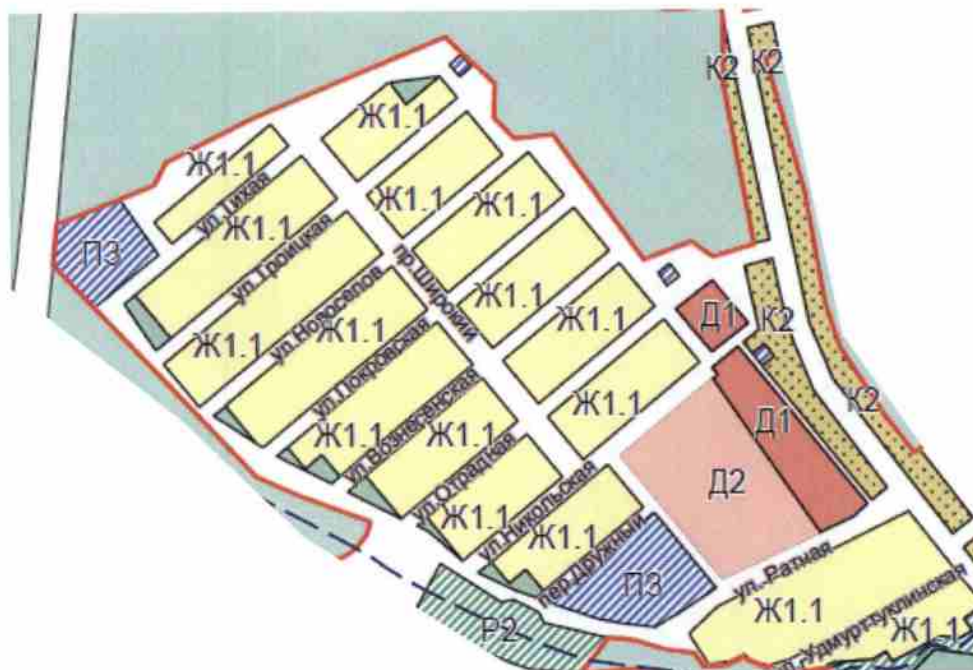 К2
К2
Ж1.1
Ж1.1
ул.Тихая
Ж1.1
Ж1.1
Ж1.1
П3
ул.Троицкая
Ж1.1
пр.Широкий
Ж1.1
ул.Новоселов
Ж1.1
Д1
К2
Ж1.1
Ж1.1
ул.Покровская
Ж1.1
К2
Ж1.1
ул.Вознесенская
Ж1.1
Д1
ул.Отрадная
Д2
Ж1.1
ул.Никольская
Ж1.1
пер.Дружный
П3
ул. Ратная
Р2
Ж1.1
Ж1.1